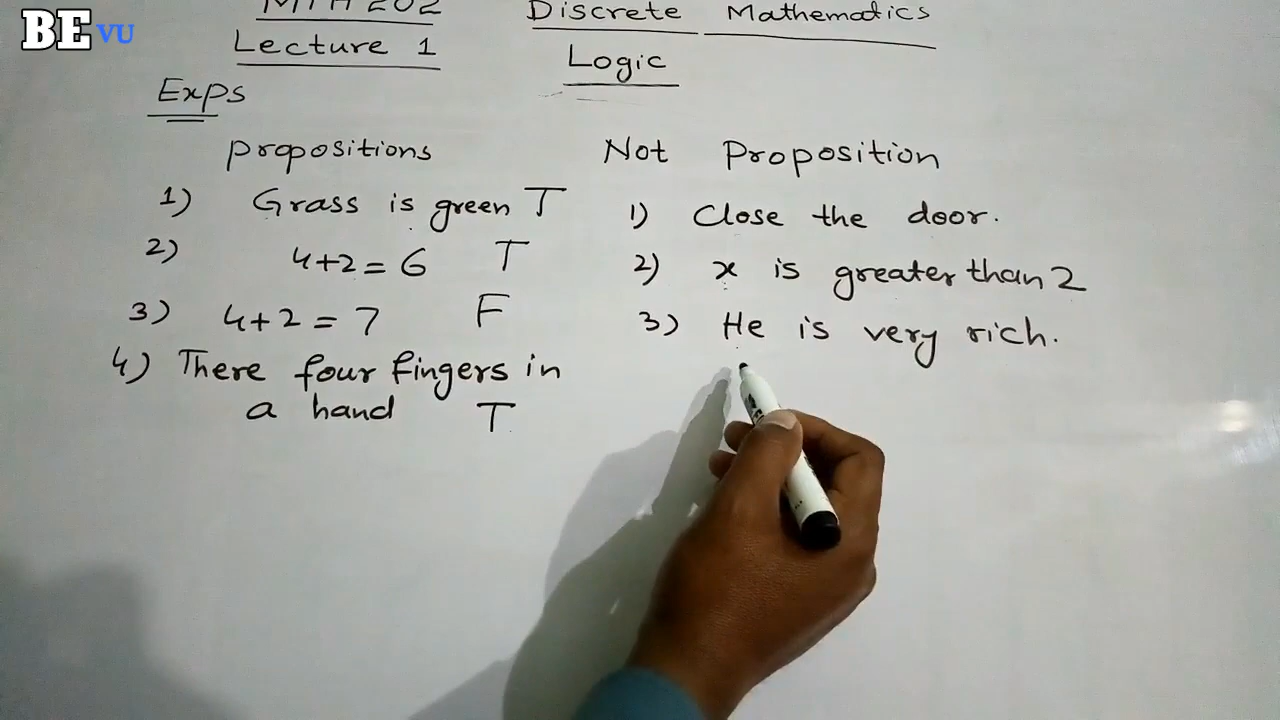 BE VU
MTH202 Discrete Mathematics
Lecture 1 Logic
Exps
propositions Not Proposition
1) Grass is green T 1) Close the door.
2) 4+2=6 T 2) x is greater than 2
3) 4+2=7 F 3) He is very rich.
4) There four fingers in
a hand T